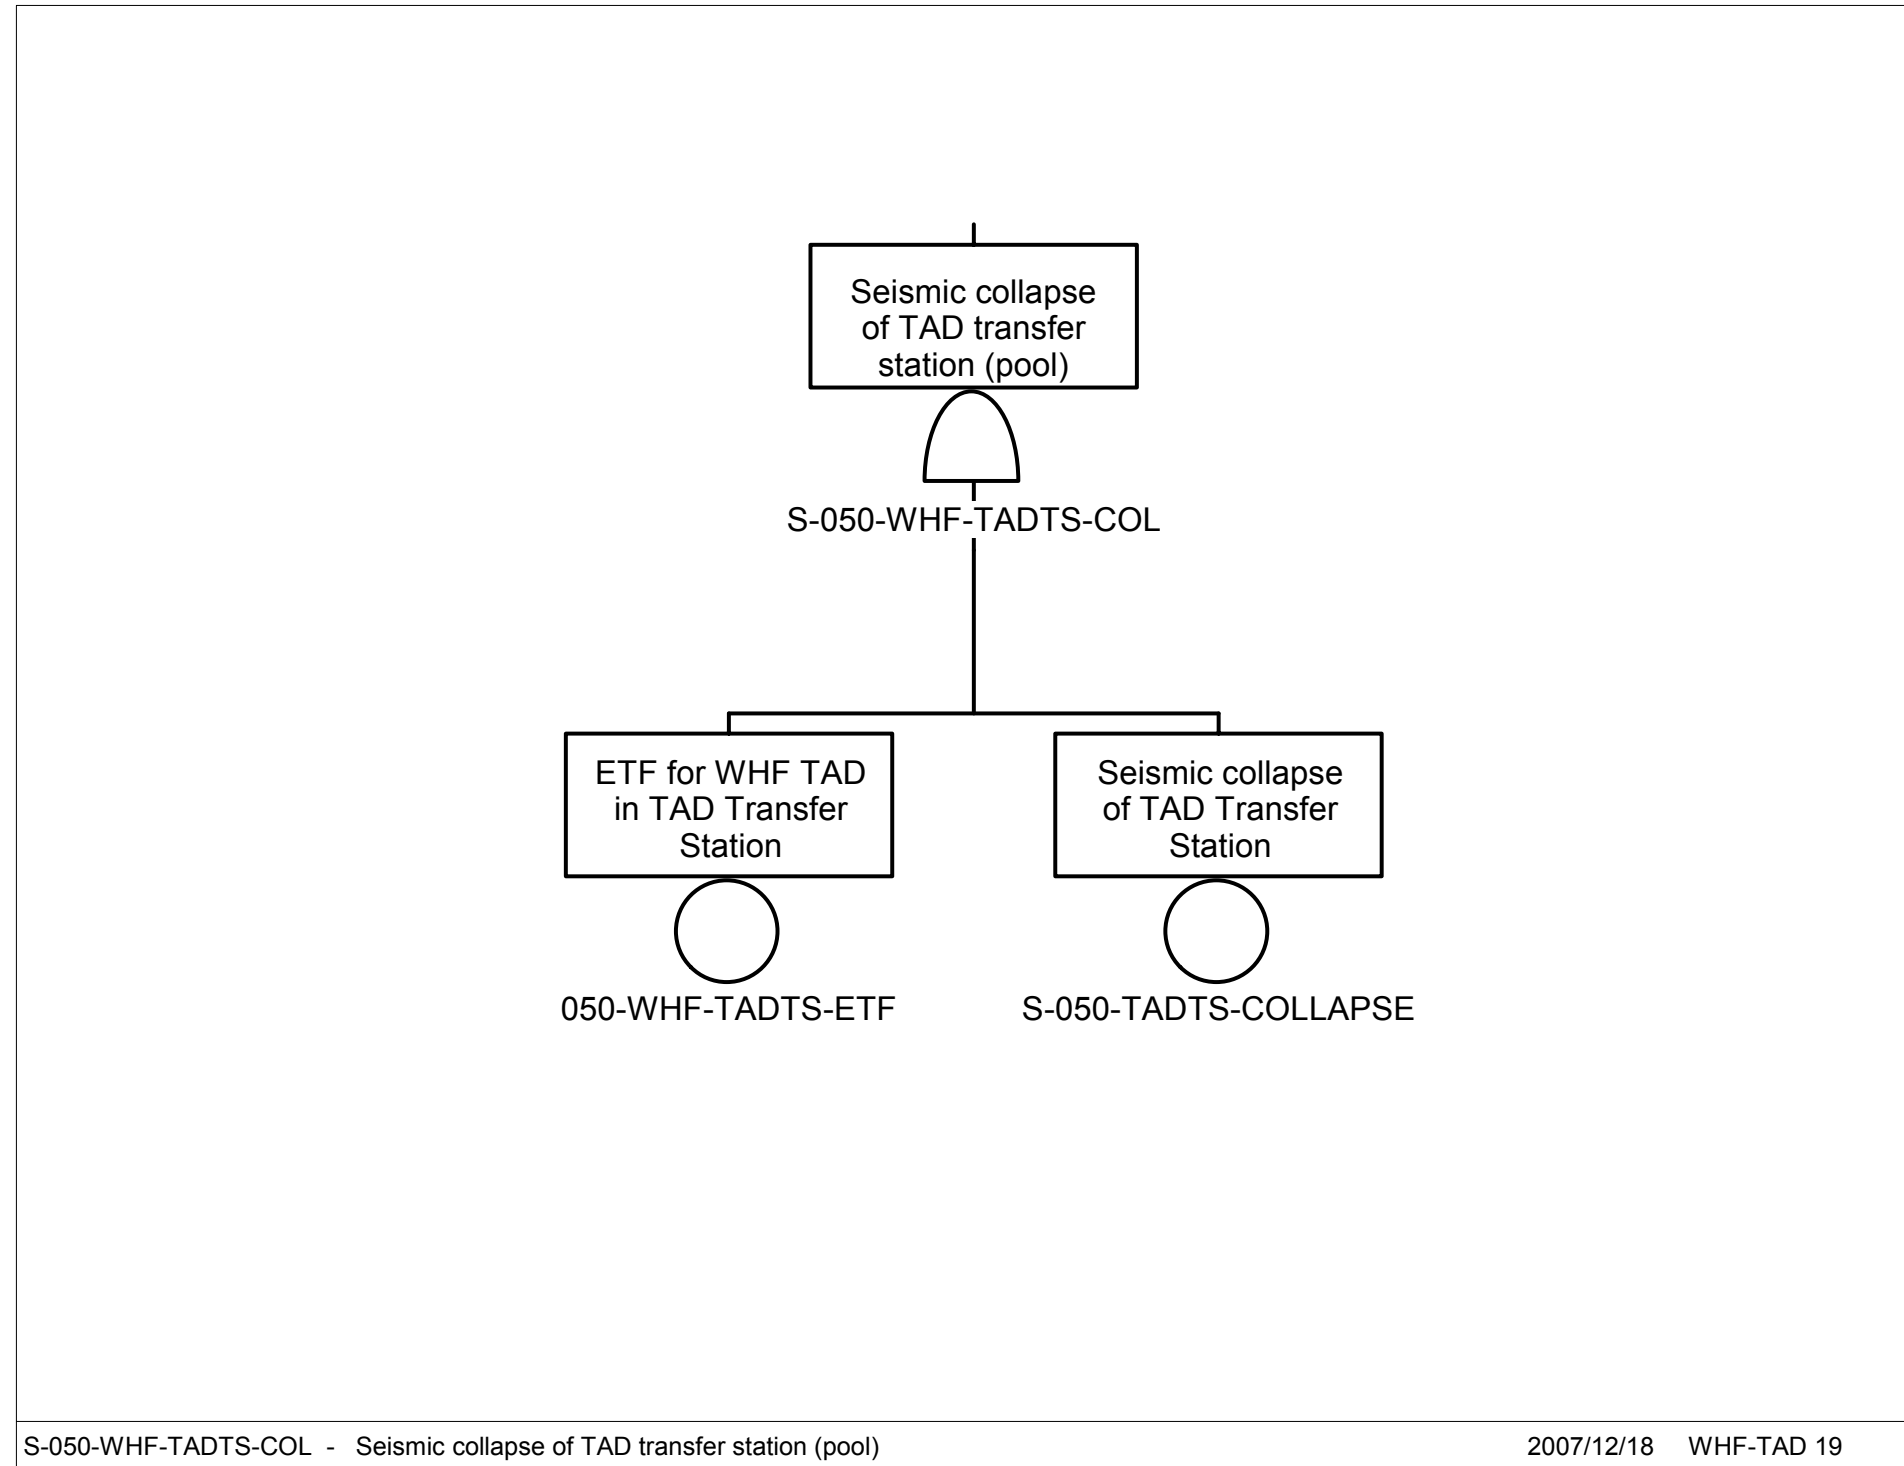 Seismic collapse
of TAD transfer
station (pool)
S-050-WHF-TADTS-COL
ETF for WHF TAD
in TAD Transfer
Station
050-WHF-TADTS-ETF
Seismic collapse
of TAD Transfer
Station
S-050-TADTS-COLLAPSE
S-050-WHF-TADTS-COL - Seismic collapse of TAD transfer station (pool) 2007/12/18 WHF-TAD 19